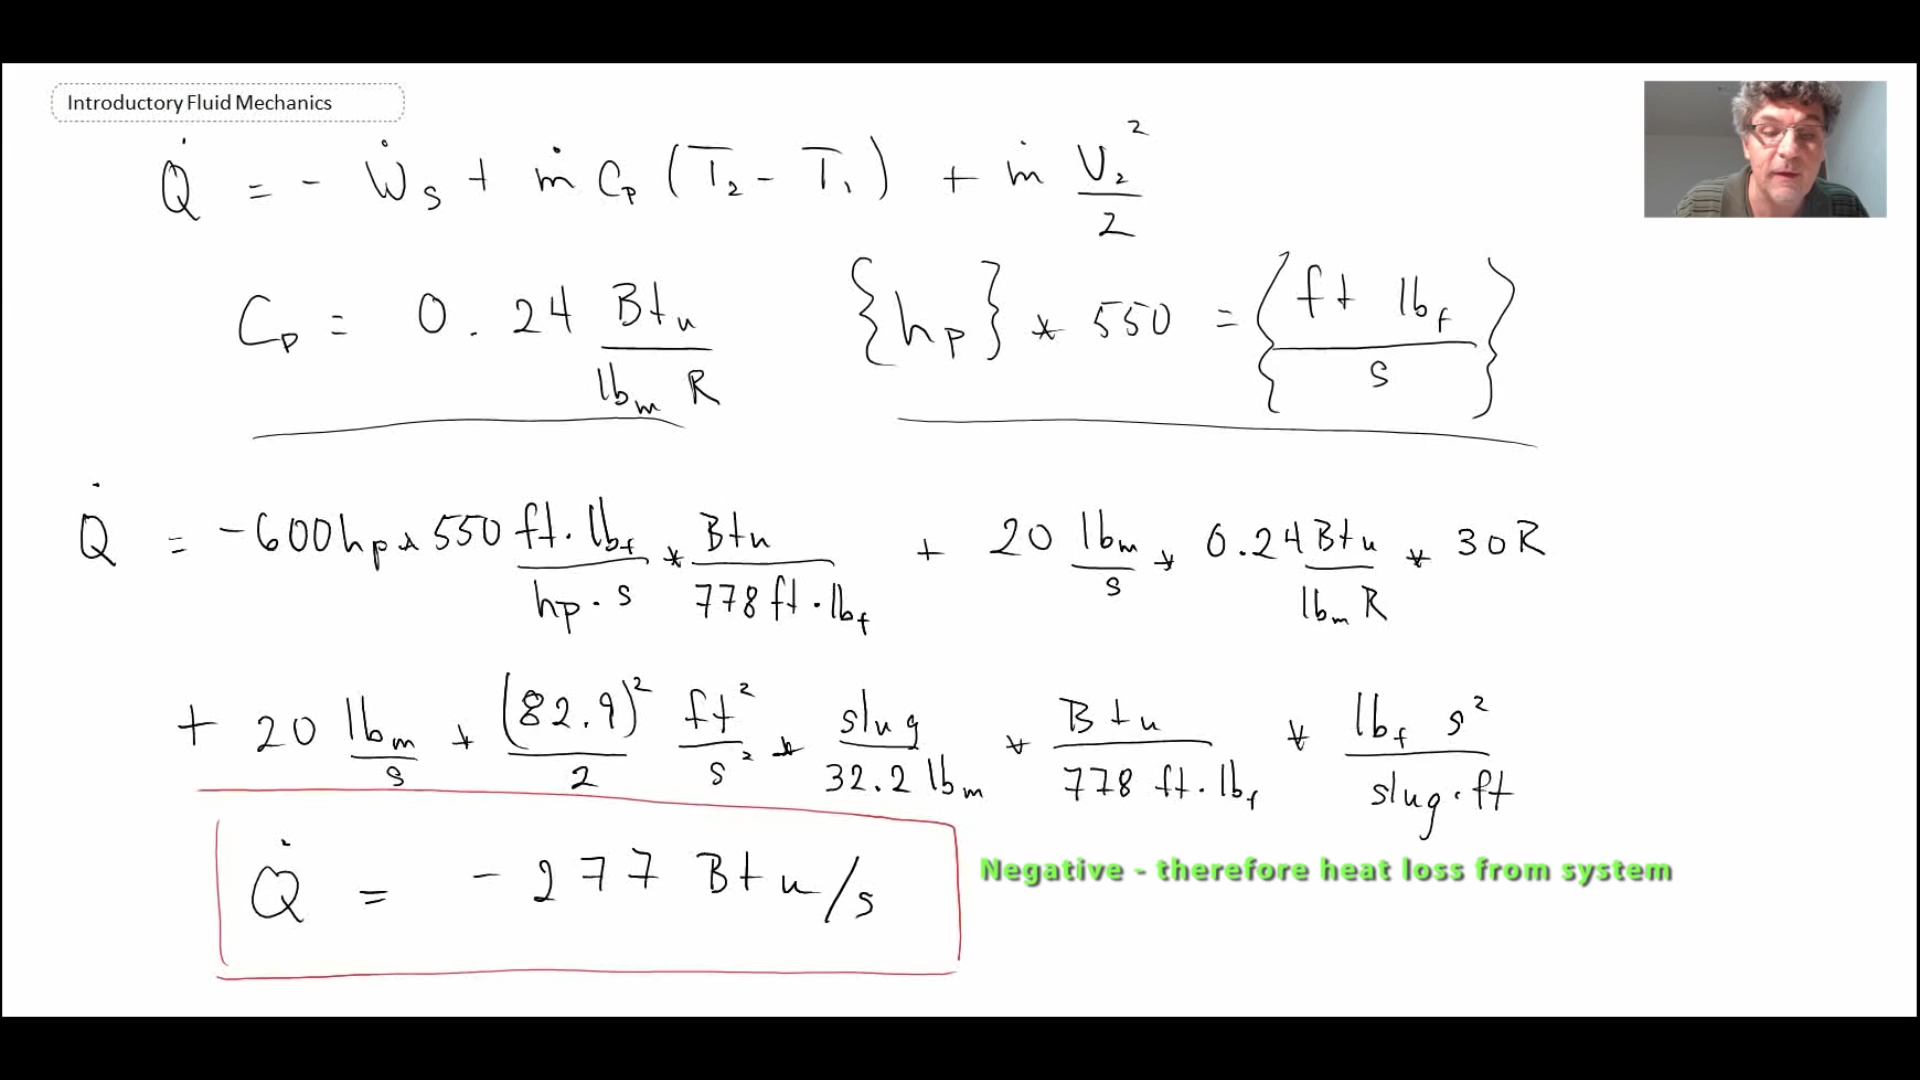 Introductory Fluid Mechanics
Q̇ = - Ẇs + ṁ Cp (T₂ - T₁) + ṁ V₂²/2
Cp = 0.24 Btu/lbm R {hp} * 550 = {ft lbf/s}
Q̇ = -600hp * 550 ft·lbf/hp·s * Btu/778 ft·lbf + 20 lbm/s * 0.24 Btu/lbm R * 30R
+ 20 lbm/s * (82.9)²/2 ft²/s² * slug/32.2 lbm * Btu/778 ft·lbf * lbf s²/slug·ft
Q̇ = - 277 Btu/s
Negative - therefore heat loss from system